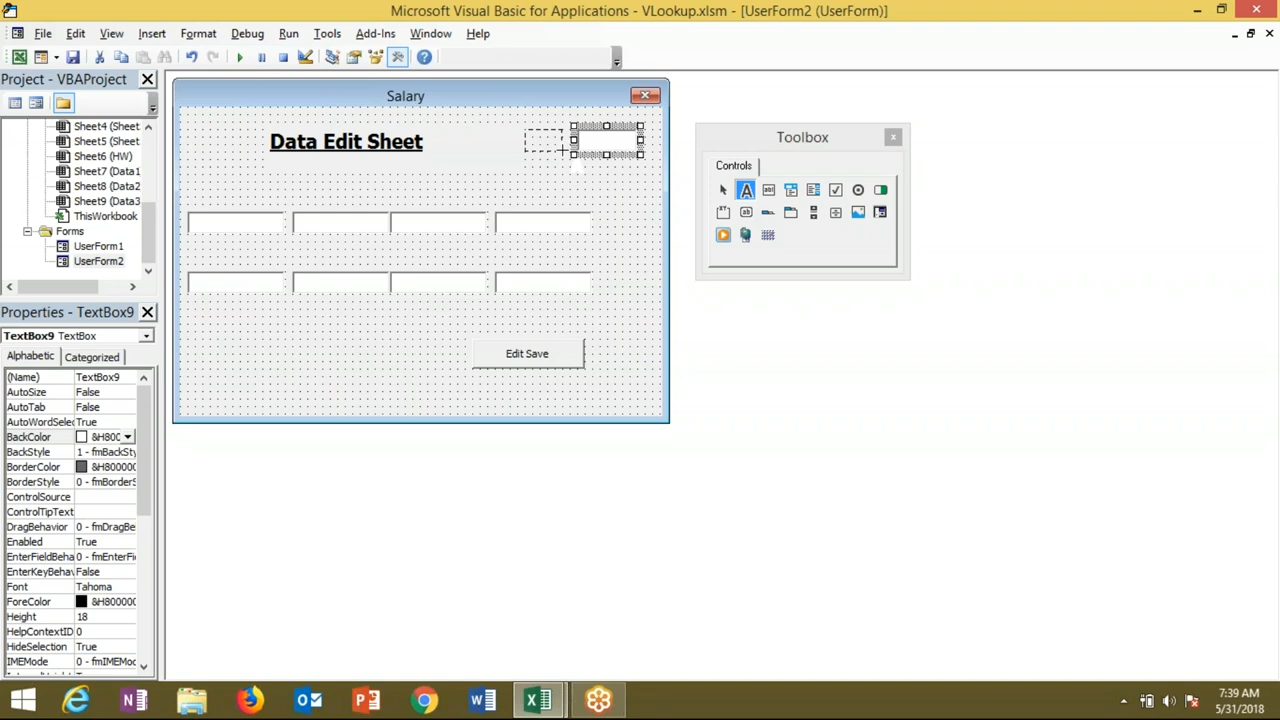 Microsoft Visual Basic for Applications - VLookup.xlsm - [UserForm2 (UserForm)]
File Edit View Insert Format Debug Run Tools Add-Ins Window Help
Project - VBAProject
Sheet4 (Sheet
Sheet5 (Sheet
Sheet6 (HW)
Sheet7 (Data1
Sheet8 (Data2
Sheet9 (Data3
ThisWorkbook
Forms
UserForm1
UserForm2
Properties - TextBox9
TextBox9 TextBox
Alphabetic Categorized
(Name) TextBox9
AutoSize False
AutoTab False
AutoWordSelec True
BackColor &H80C
BackStyle 1 - fmBackSty
BorderColor &H800000
BorderStyle 0 - fmBorderS
ControlSource
ControlTipText
DragBehavior 0 - fmDragBe
Enabled True
EnterFieldBeha 0 - fmEnterFi
EnterKeyBehav False
Font Tahoma
ForeColor &H800000
Height 18
HelpContextID 0
HideSelection True
IMEMode 0 - fmIMEMod
Salary
Data Edit Sheet
Edit Save
Toolbox
Controls
7:39 AM
5/31/2018